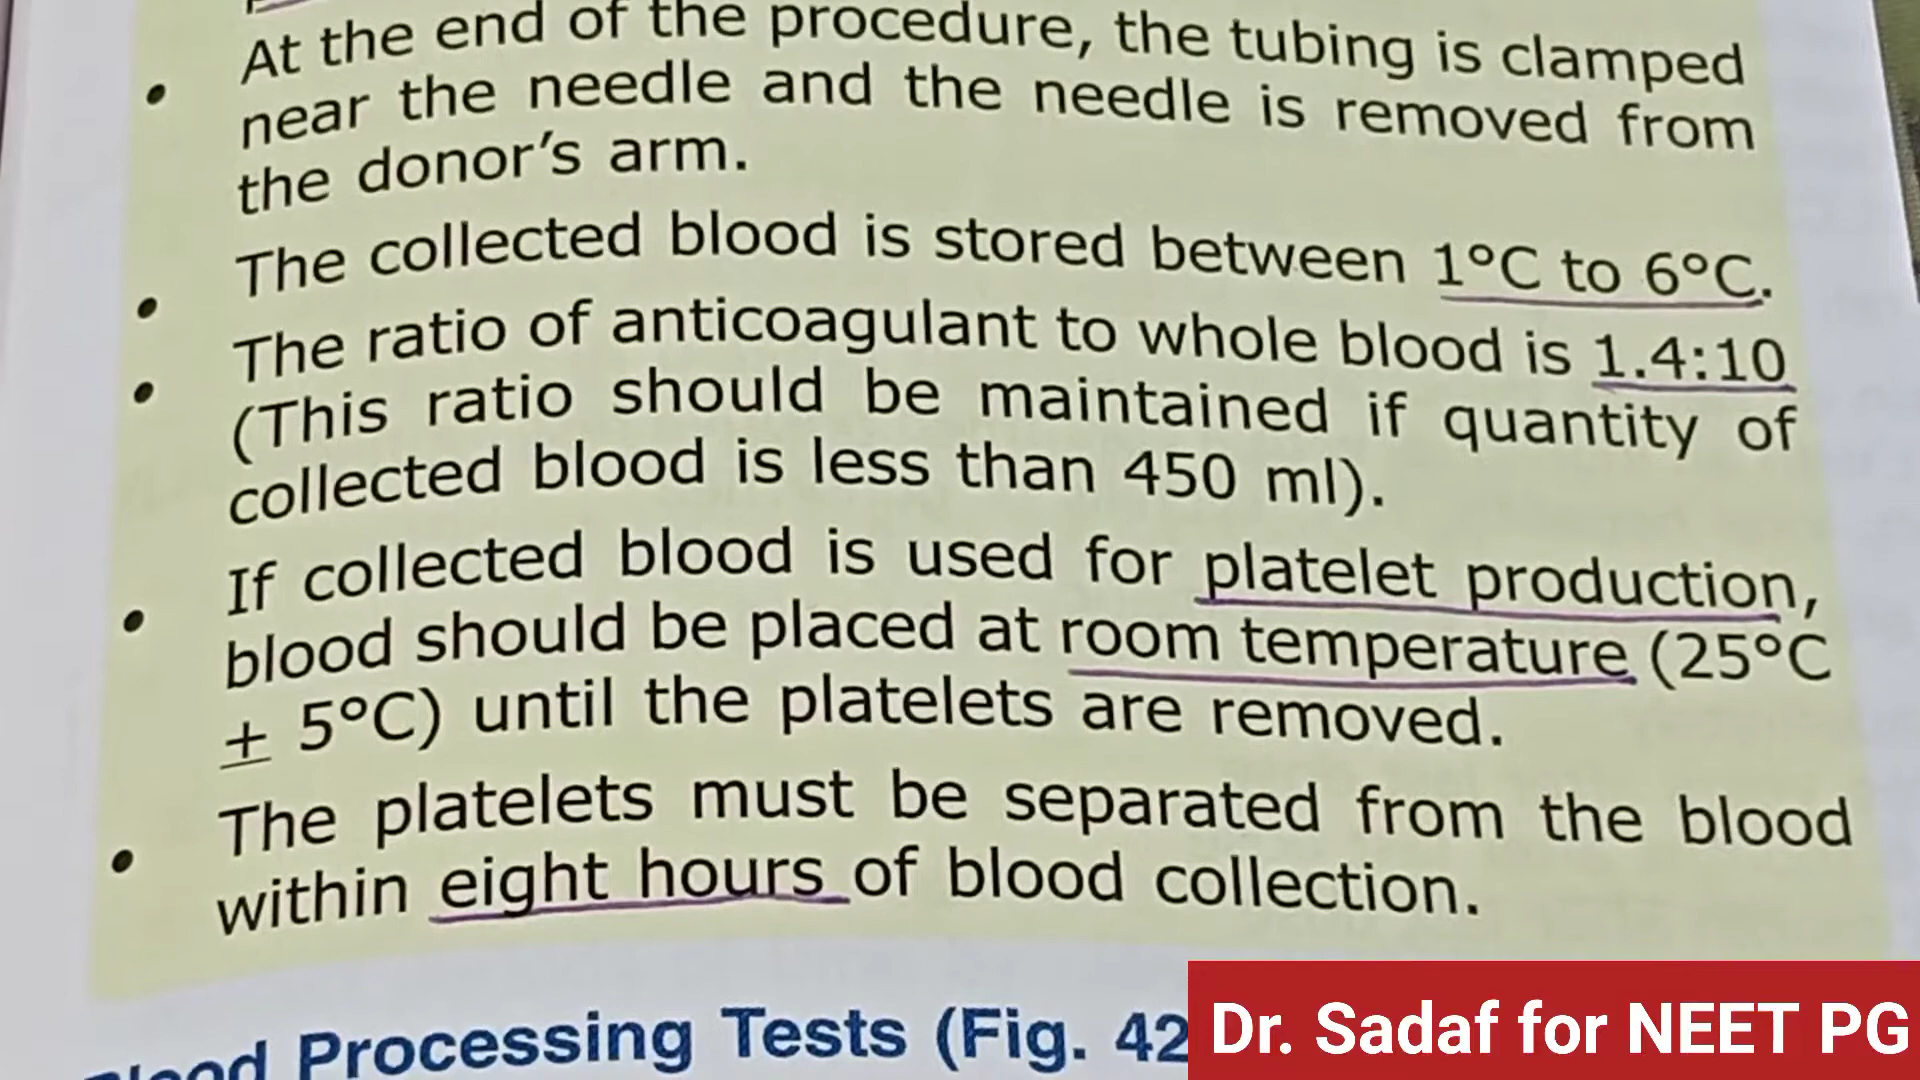 • At the end of the procedure, the tubing is clamped
near the needle and the needle is removed from
the donor's arm.
• The collected blood is stored between 1°C to 6°C.
• The ratio of anticoagulant to whole blood is 1.4:10
(This ratio should be maintained if quantity of
collected blood is less than 450 ml).
• If collected blood is used for platelet production,
blood should be placed at room temperature (25°C
± 5°C) until the platelets are removed.
• The platelets must be separated from the blood
within eight hours of blood collection.
Blood Processing Tests (Fig. 42
Dr. Sadaf for NEET PG